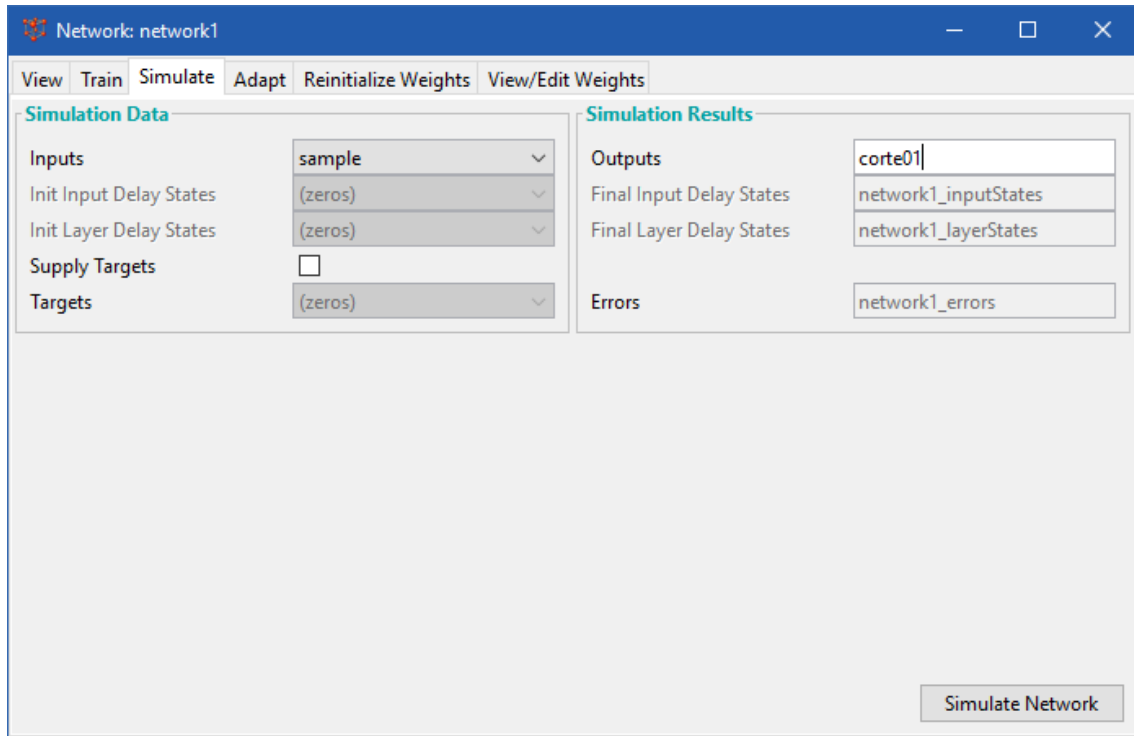 Network: network1
View Train Simulate Adapt Reinitialize Weights View/Edit Weights
Simulation Data
Inputs sample
Init Input Delay States (zeros)
Init Layer Delay States (zeros)
Supply Targets
Targets (zeros)
Simulation Results
Outputs corte01
Final Input Delay States network1_inputStates
Final Layer Delay States network1_layerStates
Errors network1_errors
Simulate Network